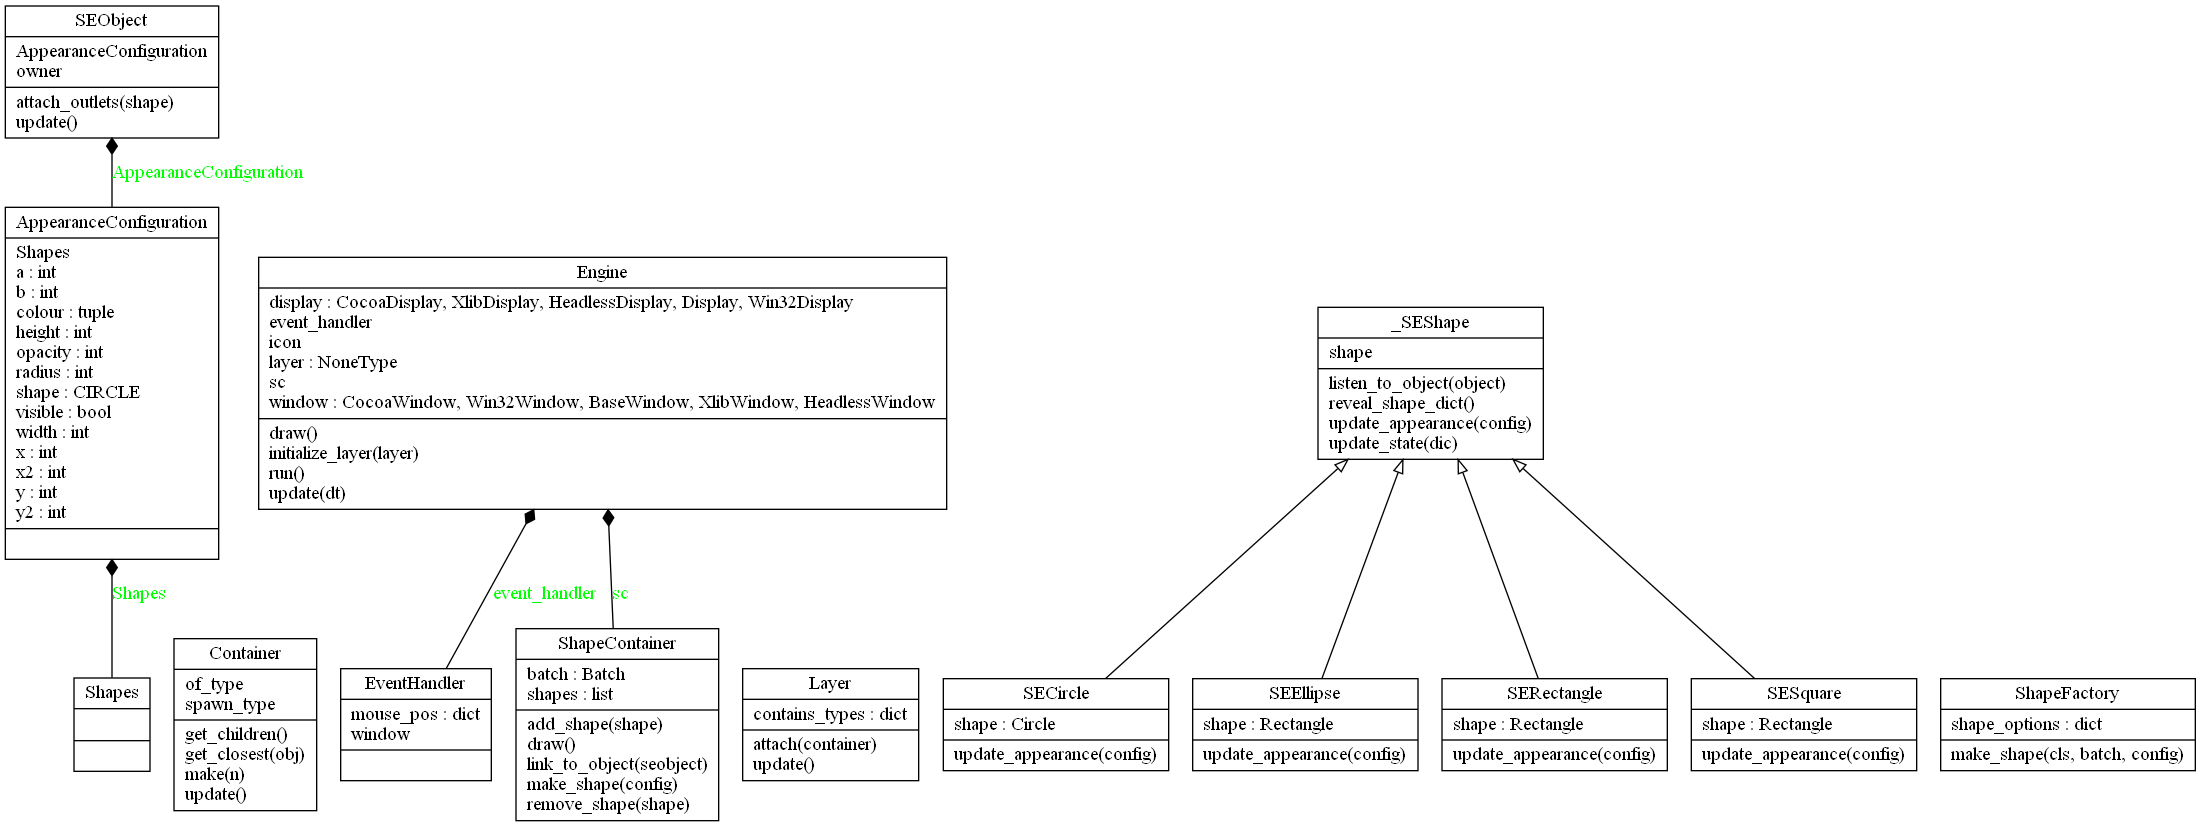 SEObject
AppearanceConfiguration
owner
attach_outlets(shape)
update()
AppearanceConfiguration
AppearanceConfiguration
Shapes
a : int
b : int
colour : tuple
height : int
opacity : int
radius : int
shape : CIRCLE
visible : bool
width : int
x : int
x2 : int
y : int
y2 : int
Shapes
Shapes
Container
of_type
spawn_type
get_children()
get_closest(obj)
make(n)
update()
Engine
display : CocoaDisplay, XlibDisplay, HeadlessDisplay, Display, Win32Display
event_handler
icon
layer : NoneType
sc
window : CocoaWindow, Win32Window, BaseWindow, XlibWindow, HeadlessWindow
draw()
initialize_layer(layer)
run()
update(dt)
event_handler
sc
EventHandler
mouse_pos : dict
window
ShapeContainer
batch : Batch
shapes : list
add_shape(shape)
draw()
link_to_object(seobject)
make_shape(config)
remove_shape(shape)
Layer
contains_types : dict
attach(container)
update()
_SEShape
shape
listen_to_object(object)
reveal_shape_dict()
update_appearance(config)
update_state(dic)
SECircle
shape : Circle
update_appearance(config)
SEEllipse
shape : Rectangle
update_appearance(config)
SERectangle
shape : Rectangle
update_appearance(config)
SESquare
shape : Rectangle
update_appearance(config)
ShapeFactory
shape_options : dict
make_shape(cls, batch, config)